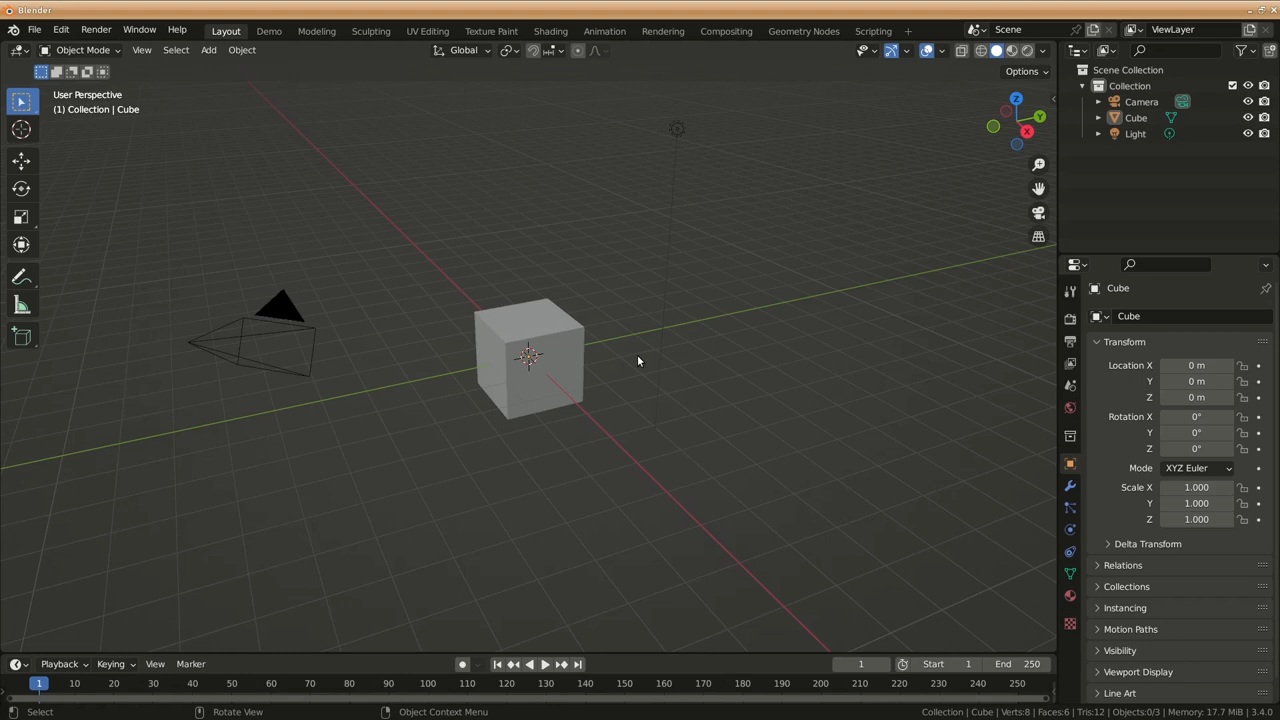 Blender
File Edit Render Window Help Layout Demo Modeling Sculpting UV Editing Texture Paint Shading Animation Rendering Compositing Geometry Nodes Scripting + Scene ViewLayer
Object Mode View Select Add Object Global
Options
User Perspective
(1) Collection | Cube
Z
Y
X
Scene Collection
Collection
Camera
Cube
Light
Cube
Cube
Transform
Location X 0 m
Y 0 m
Z 0 m
Rotation X 0°
Y 0°
Z 0°
Mode XYZ Euler
Scale X 1.000
Y 1.000
Z 1.000
Delta Transform
Relations
Collections
Instancing
Motion Paths
Visibility
Viewport Display
Line Art
Playback Keying View Marker 1 Start 1 End 250
1 10 20 30 40 50 60 70 80 90 100 110 120 130 140 150 160 170 180 190 200 210 220 230 240 250
Select Rotate View Object Context Menu Collection | Cube | Verts:8 | Faces:6 | Tris:12 | Objects:0/3 | Memory: 17.7 MiB | 3.4.0